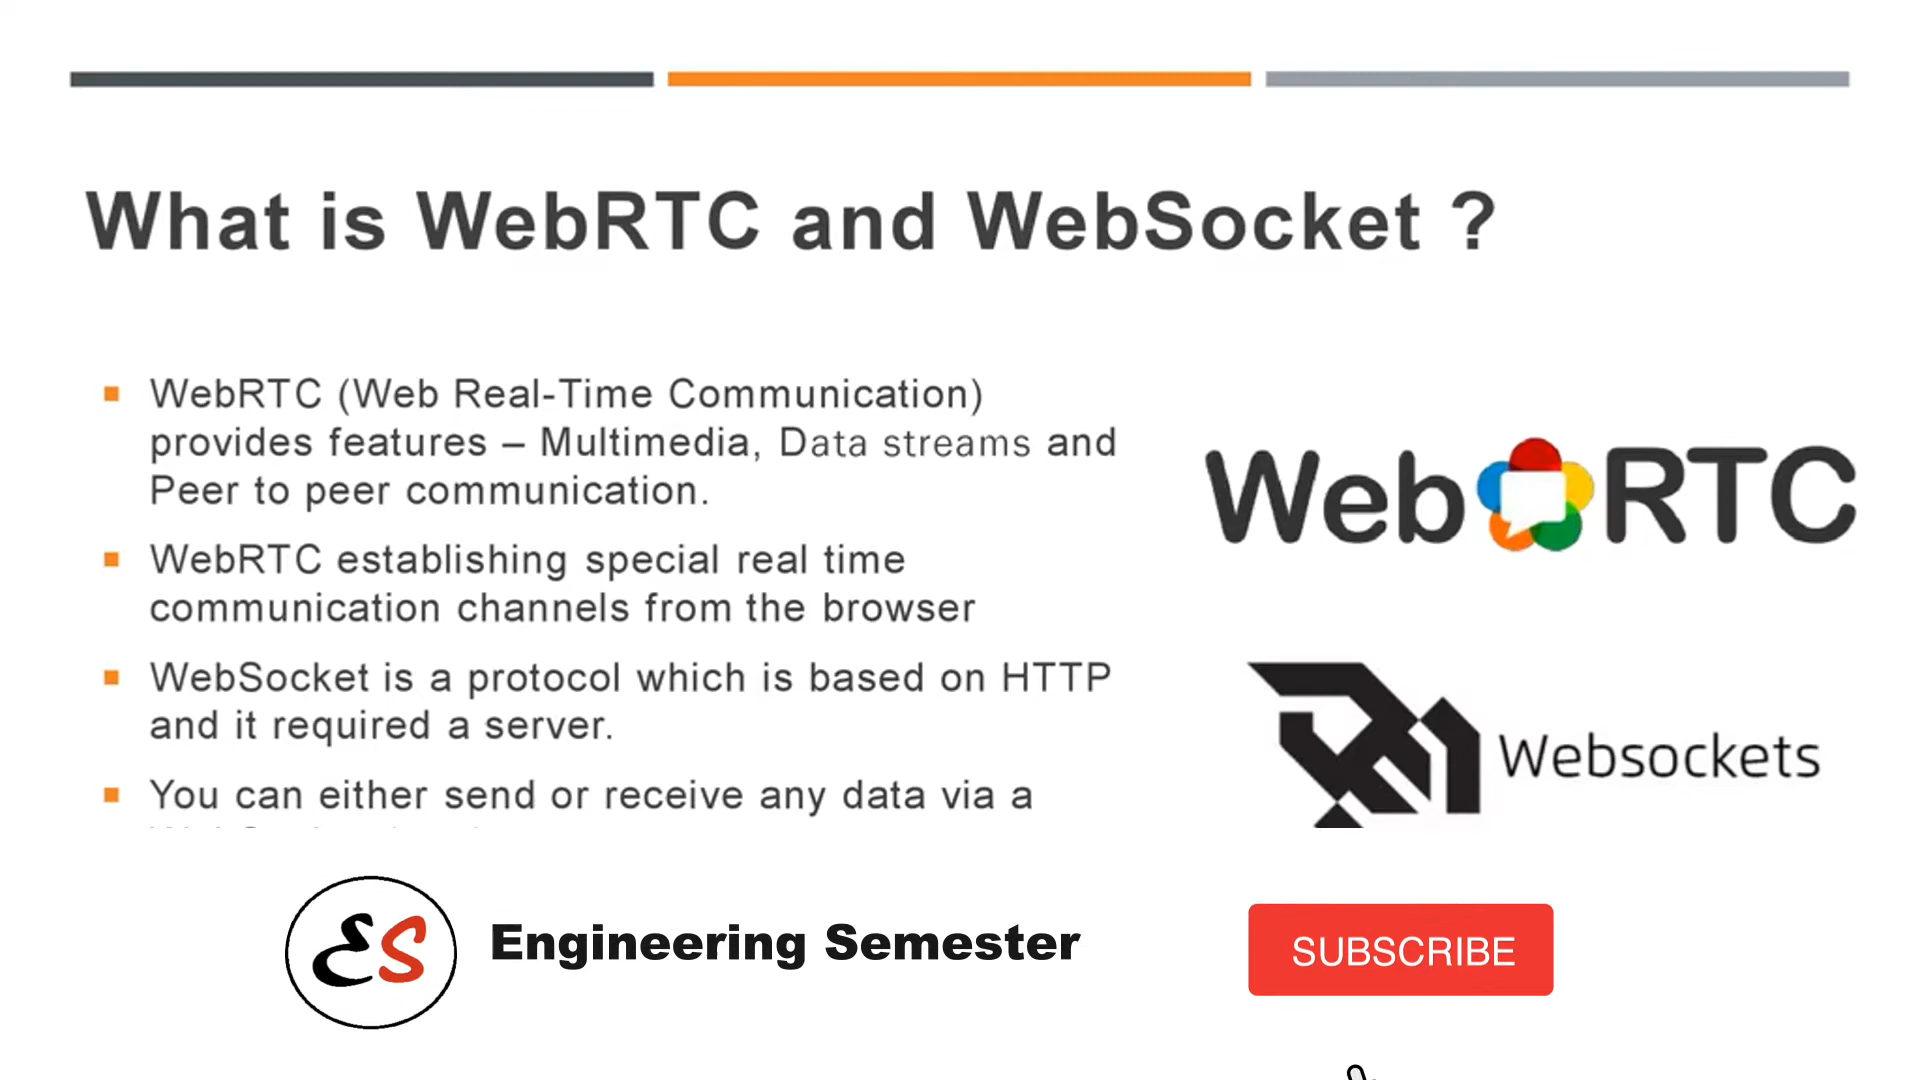 What is WebRTC and WebSocket ?
WebRTC (Web Real-Time Communication)
provides features – Multimedia, Data streams and
Peer to peer communication.
WebRTC establishing special real time
communication channels from the browser
WebSocket is a protocol which is based on HTTP
and it required a server.
You can either send or receive any data via a
Web RTC
Websockets
ES
Engineering Semester
SUBSCRIBE